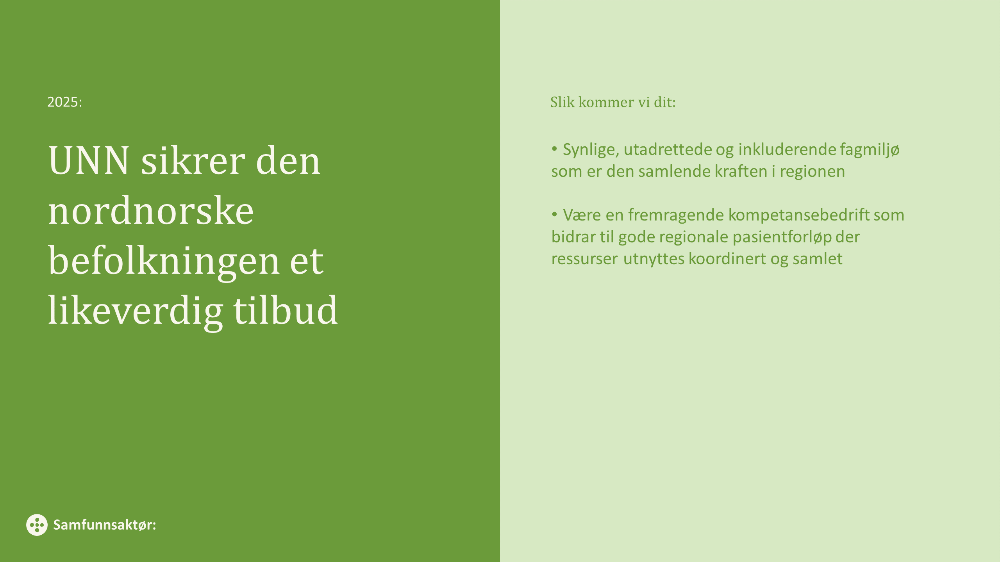 2025:
UNN sikrer den
nordnorske
befolkningen et
likeverdig tilbud
Samfunnsaktør:
Slik kommer vi dit:
• Synlige, utadrettede og inkluderende fagmiljø
som er den samlende kraften i regionen
• Være en fremragende kompetansebedrift som
bidrar til gode regionale pasientforløp der
ressurser utnyttes koordinert og samlet